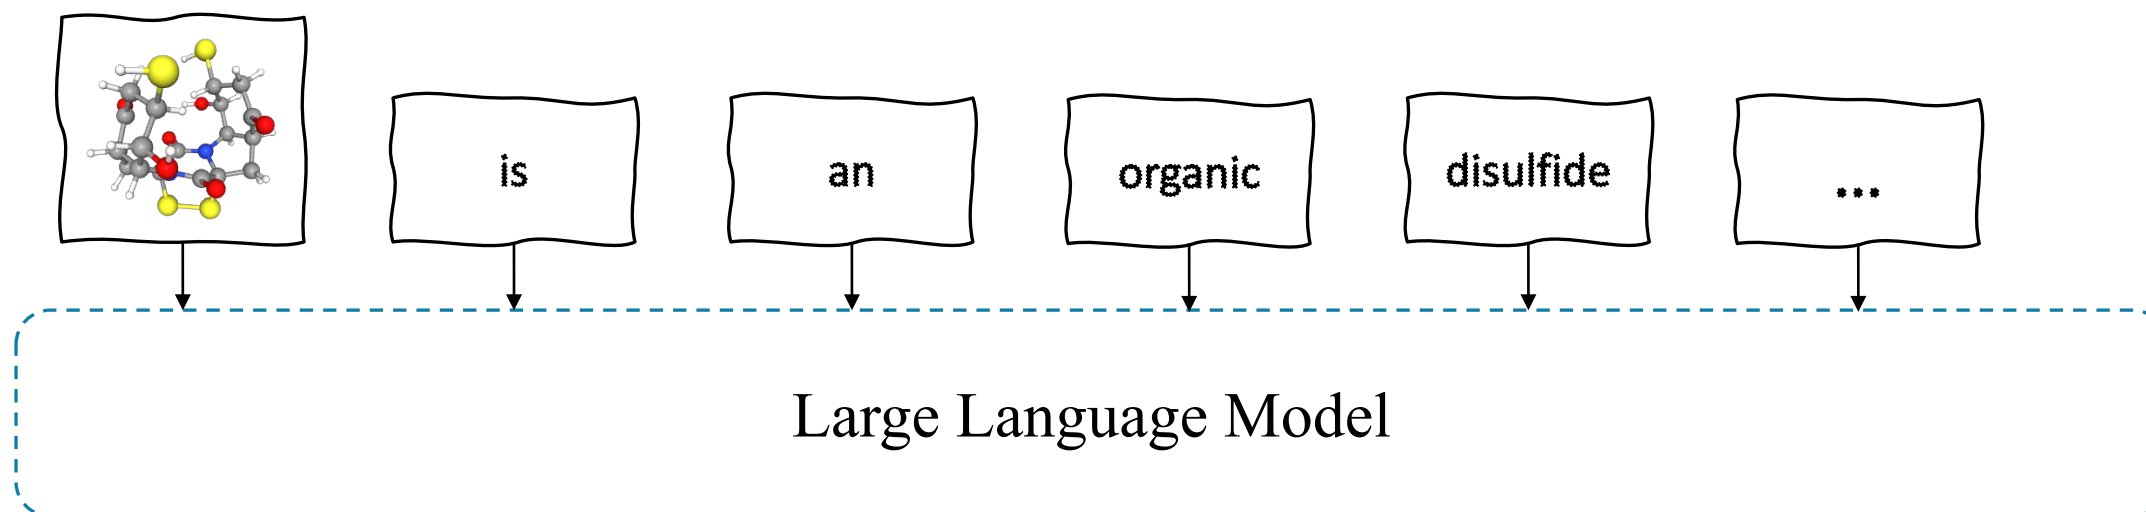 is an organic disulfide ...
Large Language Model